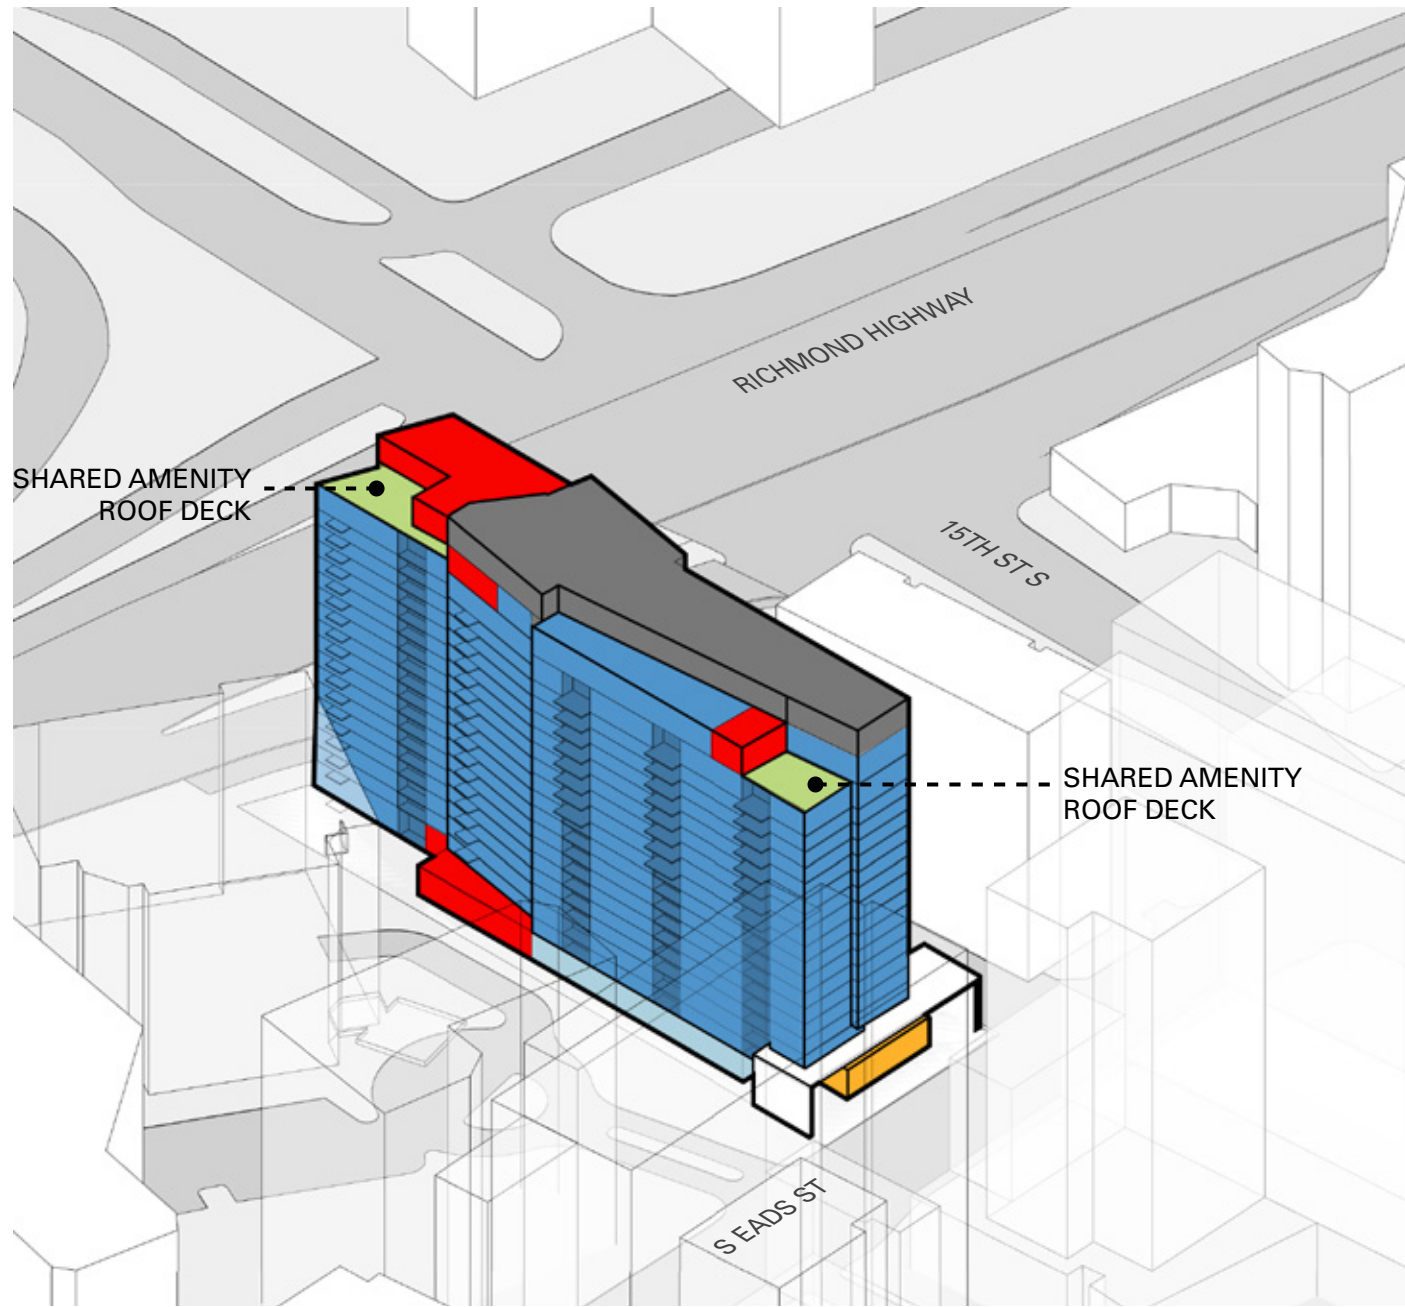 RICHMOND HIGHWAY
SHARED AMENITY
ROOF DECK
15TH ST S
SHARED AMENITY
ROOF DECK
S EADS ST